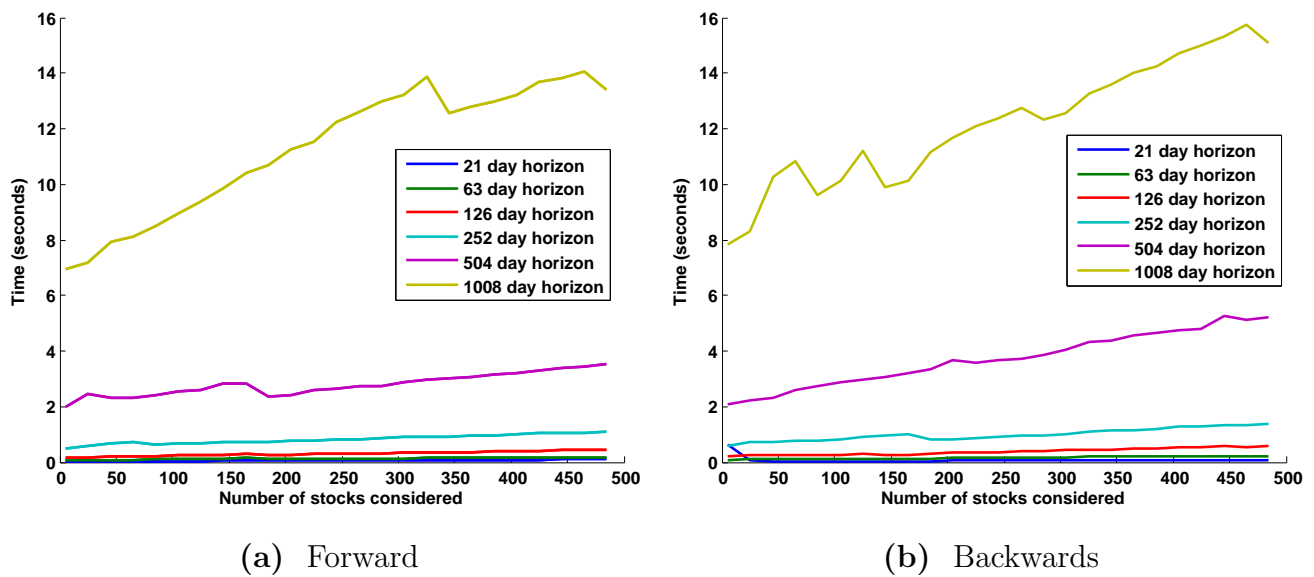 16
14
12
10
8
6
4
2
0
Time (seconds)
0 50 100 150 200 250 300 350 400 450 500
Number of stocks considered
21 day horizon
63 day horizon
126 day horizon
252 day horizon
504 day horizon
1008 day horizon
(a) Forward
16
14
12
10
8
6
4
2
0
Time (seconds)
0 50 100 150 200 250 300 350 400 450 500
Number of stocks considered
21 day horizon
63 day horizon
126 day horizon
252 day horizon
504 day horizon
1008 day horizon
(b) Backwards